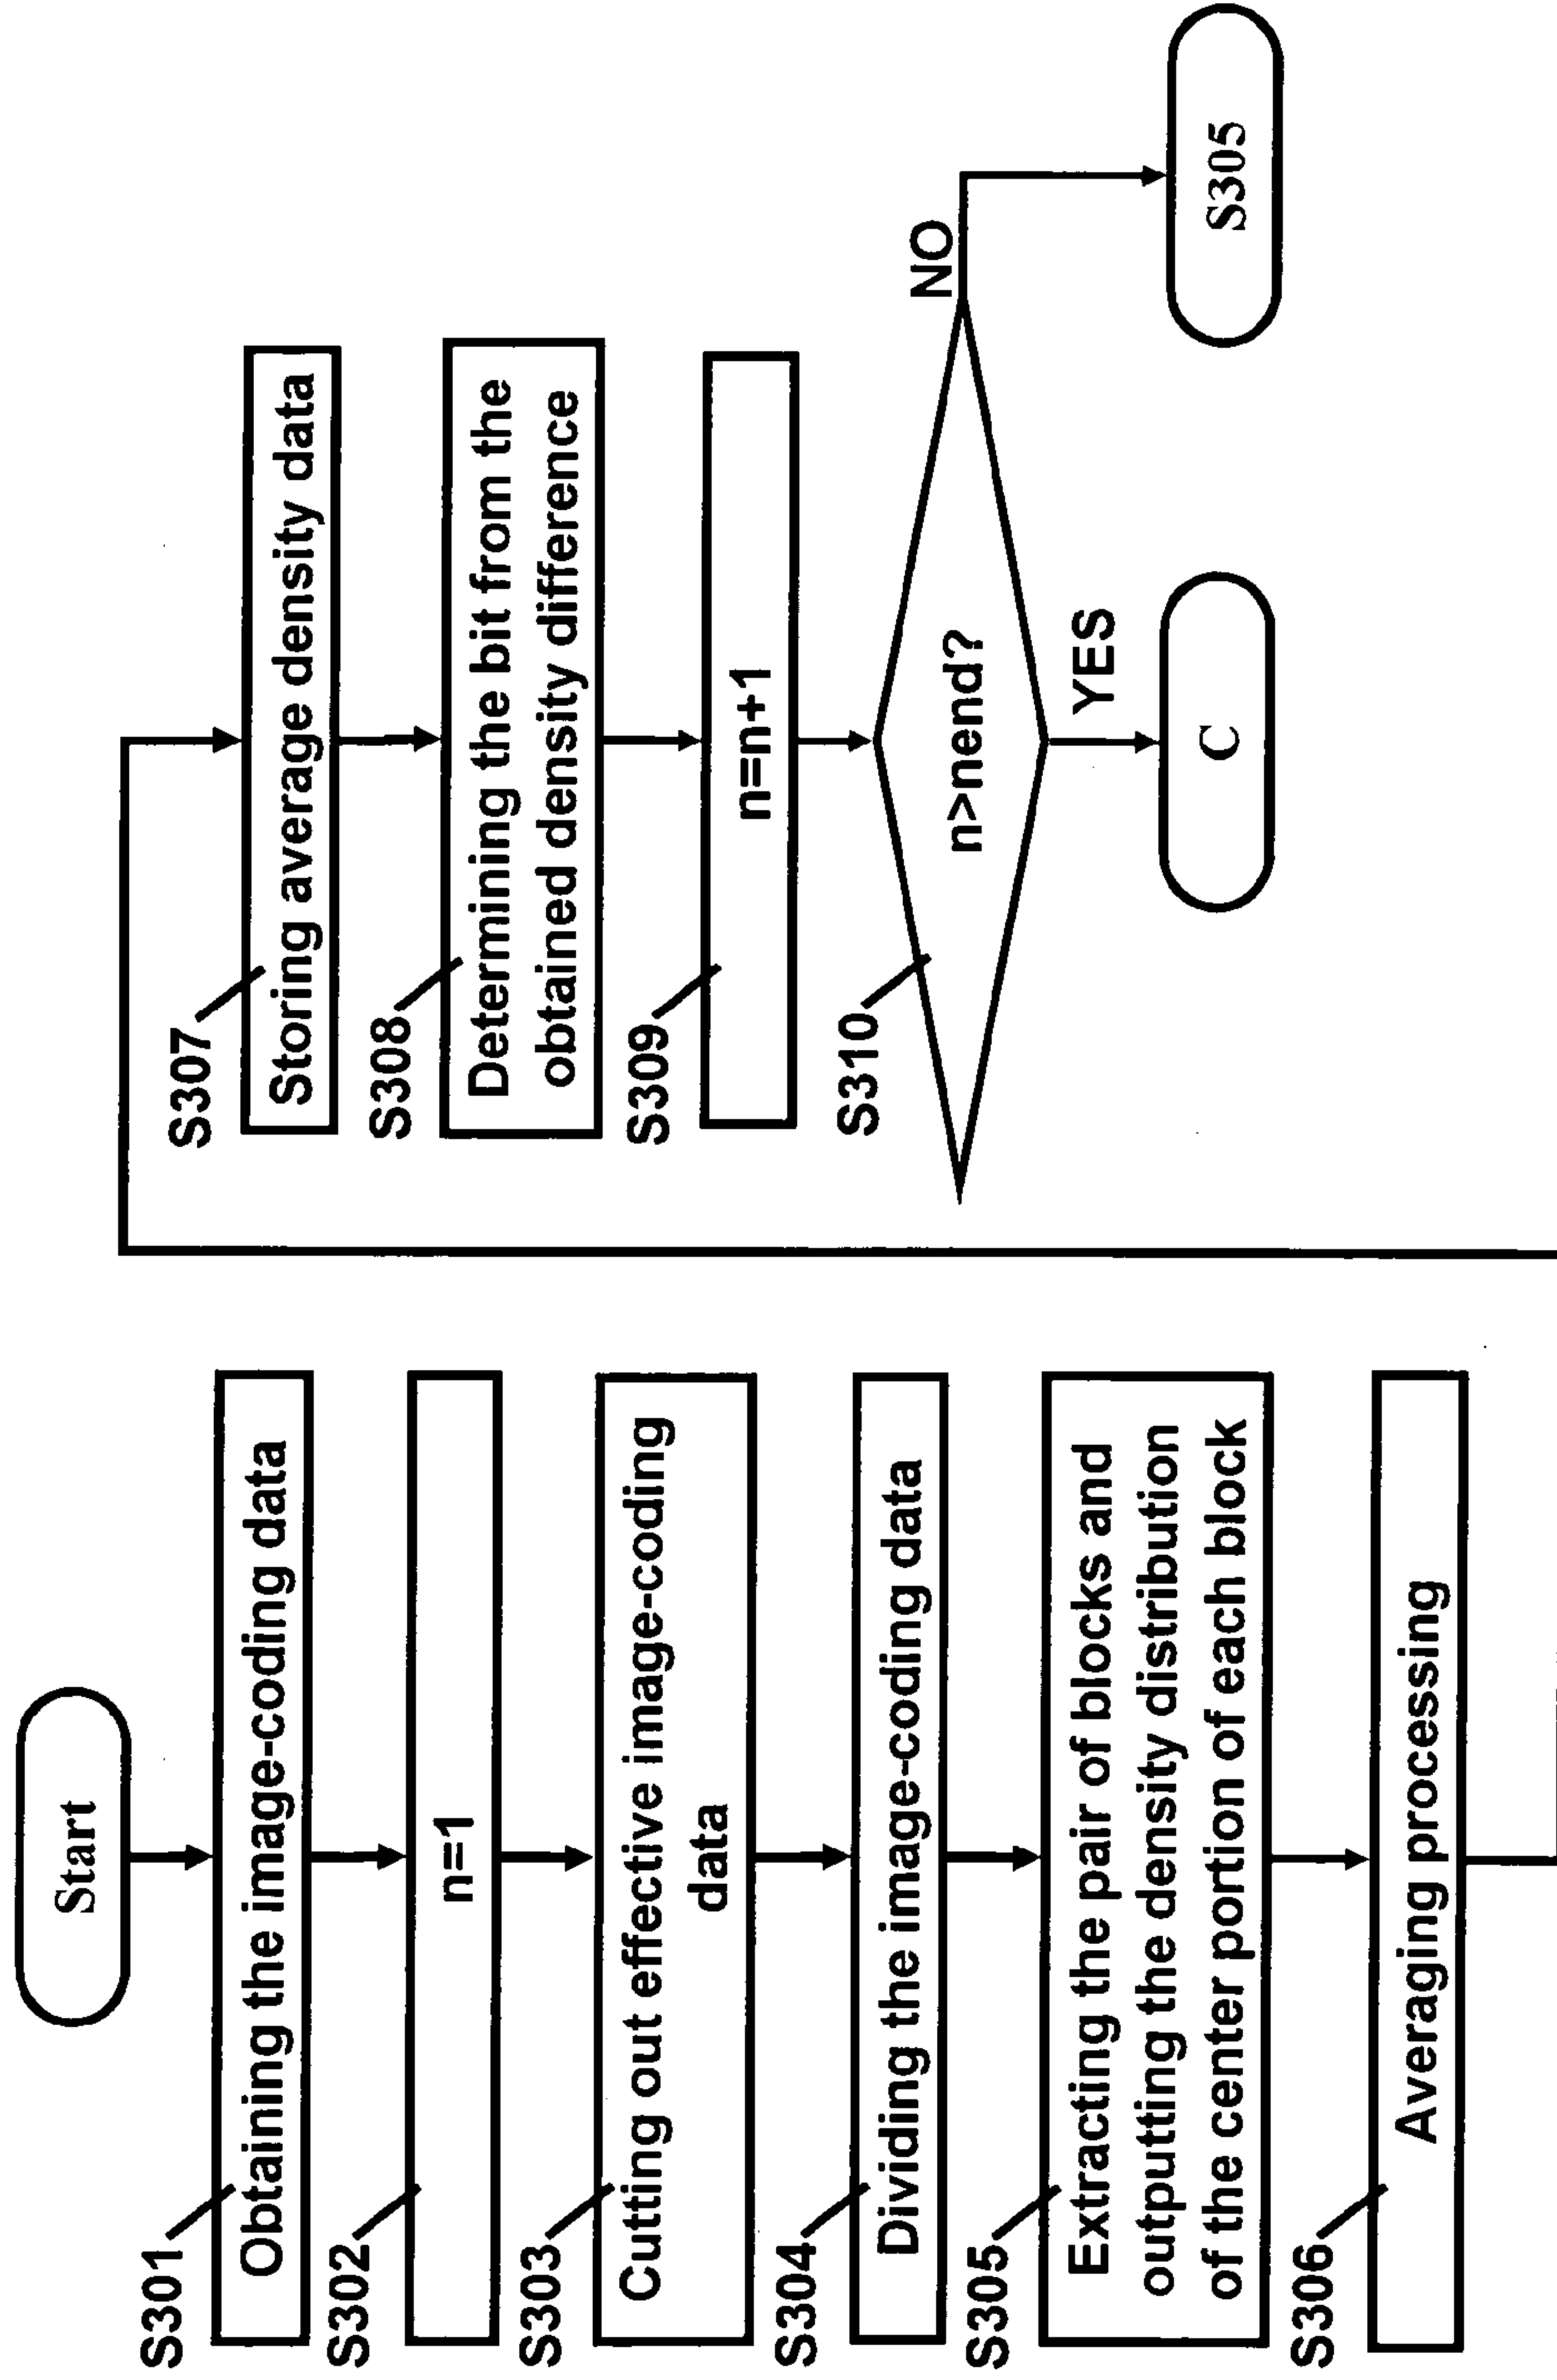 Start
S301
Obtaining the image-coding data
S302
n=1
S303
Cutting out effective image-coding
data
S304
Dividing the image-coding data
S305
Extracting the pair of blocks and
outputting the density distribution
of the center portion of each block
S306
Averaging processing
S307
Storing average density data
S308
Determining the bit from the
obtained density difference
S309
n=n+1
S310
n>nend?
NO
YES
C
S305